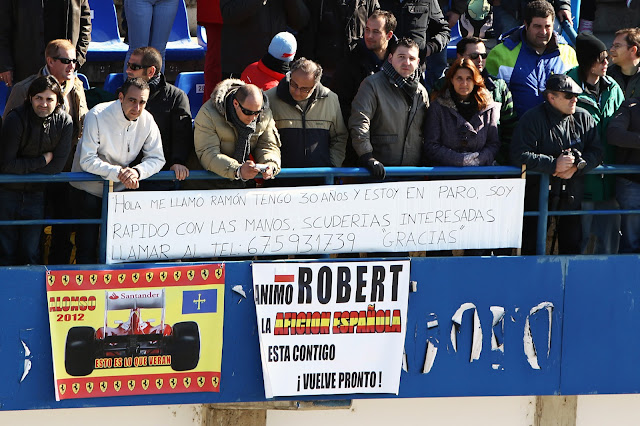 HOLA ME LLAMO RAMÓN TENGO 30 AÑOS Y ESTOY EN PARO, SOY
RAPIDO CON LAS MANOS, SCUDERIAS INTERESADAS
LLAMAR AL TEL: 675931739 "GRACIAS"
ALONSO
2012
Santander
ESTO ES LO QUE VERAN
ANIMO ROBERT
LA AFICION ESPAÑOLA
ESTA CONTIGO
¡VUELVE PRONTO!